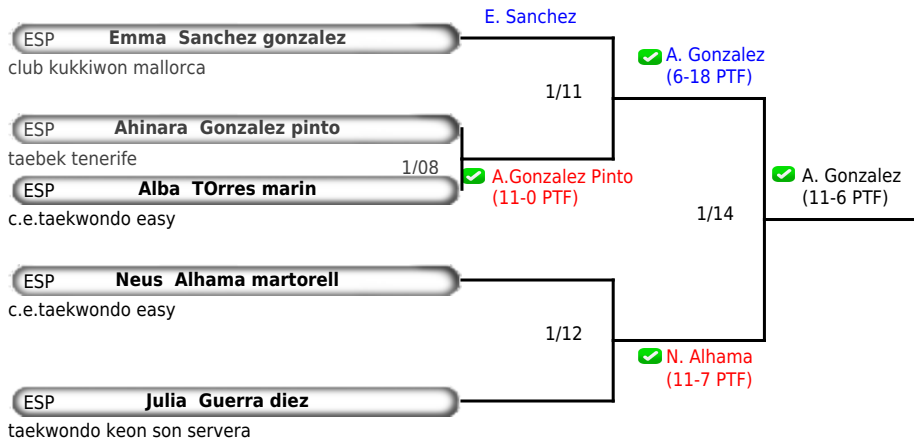 E. Sanchez
ESP Emma Sanchez gonzalez
club kukkiwon mallorca
A. Gonzalez
(6-18 PTF)
1/11
ESP Ahinara Gonzalez pinto
taebek tenerife
1/08
A.Gonzalez Pinto
(11-0 PTF)
ESP Alba TOrres marin
c.e.taekwondo easy
A. Gonzalez
(11-6 PTF)
1/14
ESP Neus Alhama martorell
c.e.taekwondo easy
1/12
N. Alhama
(11-7 PTF)
ESP Julia Guerra diez
taekwondo keon son servera